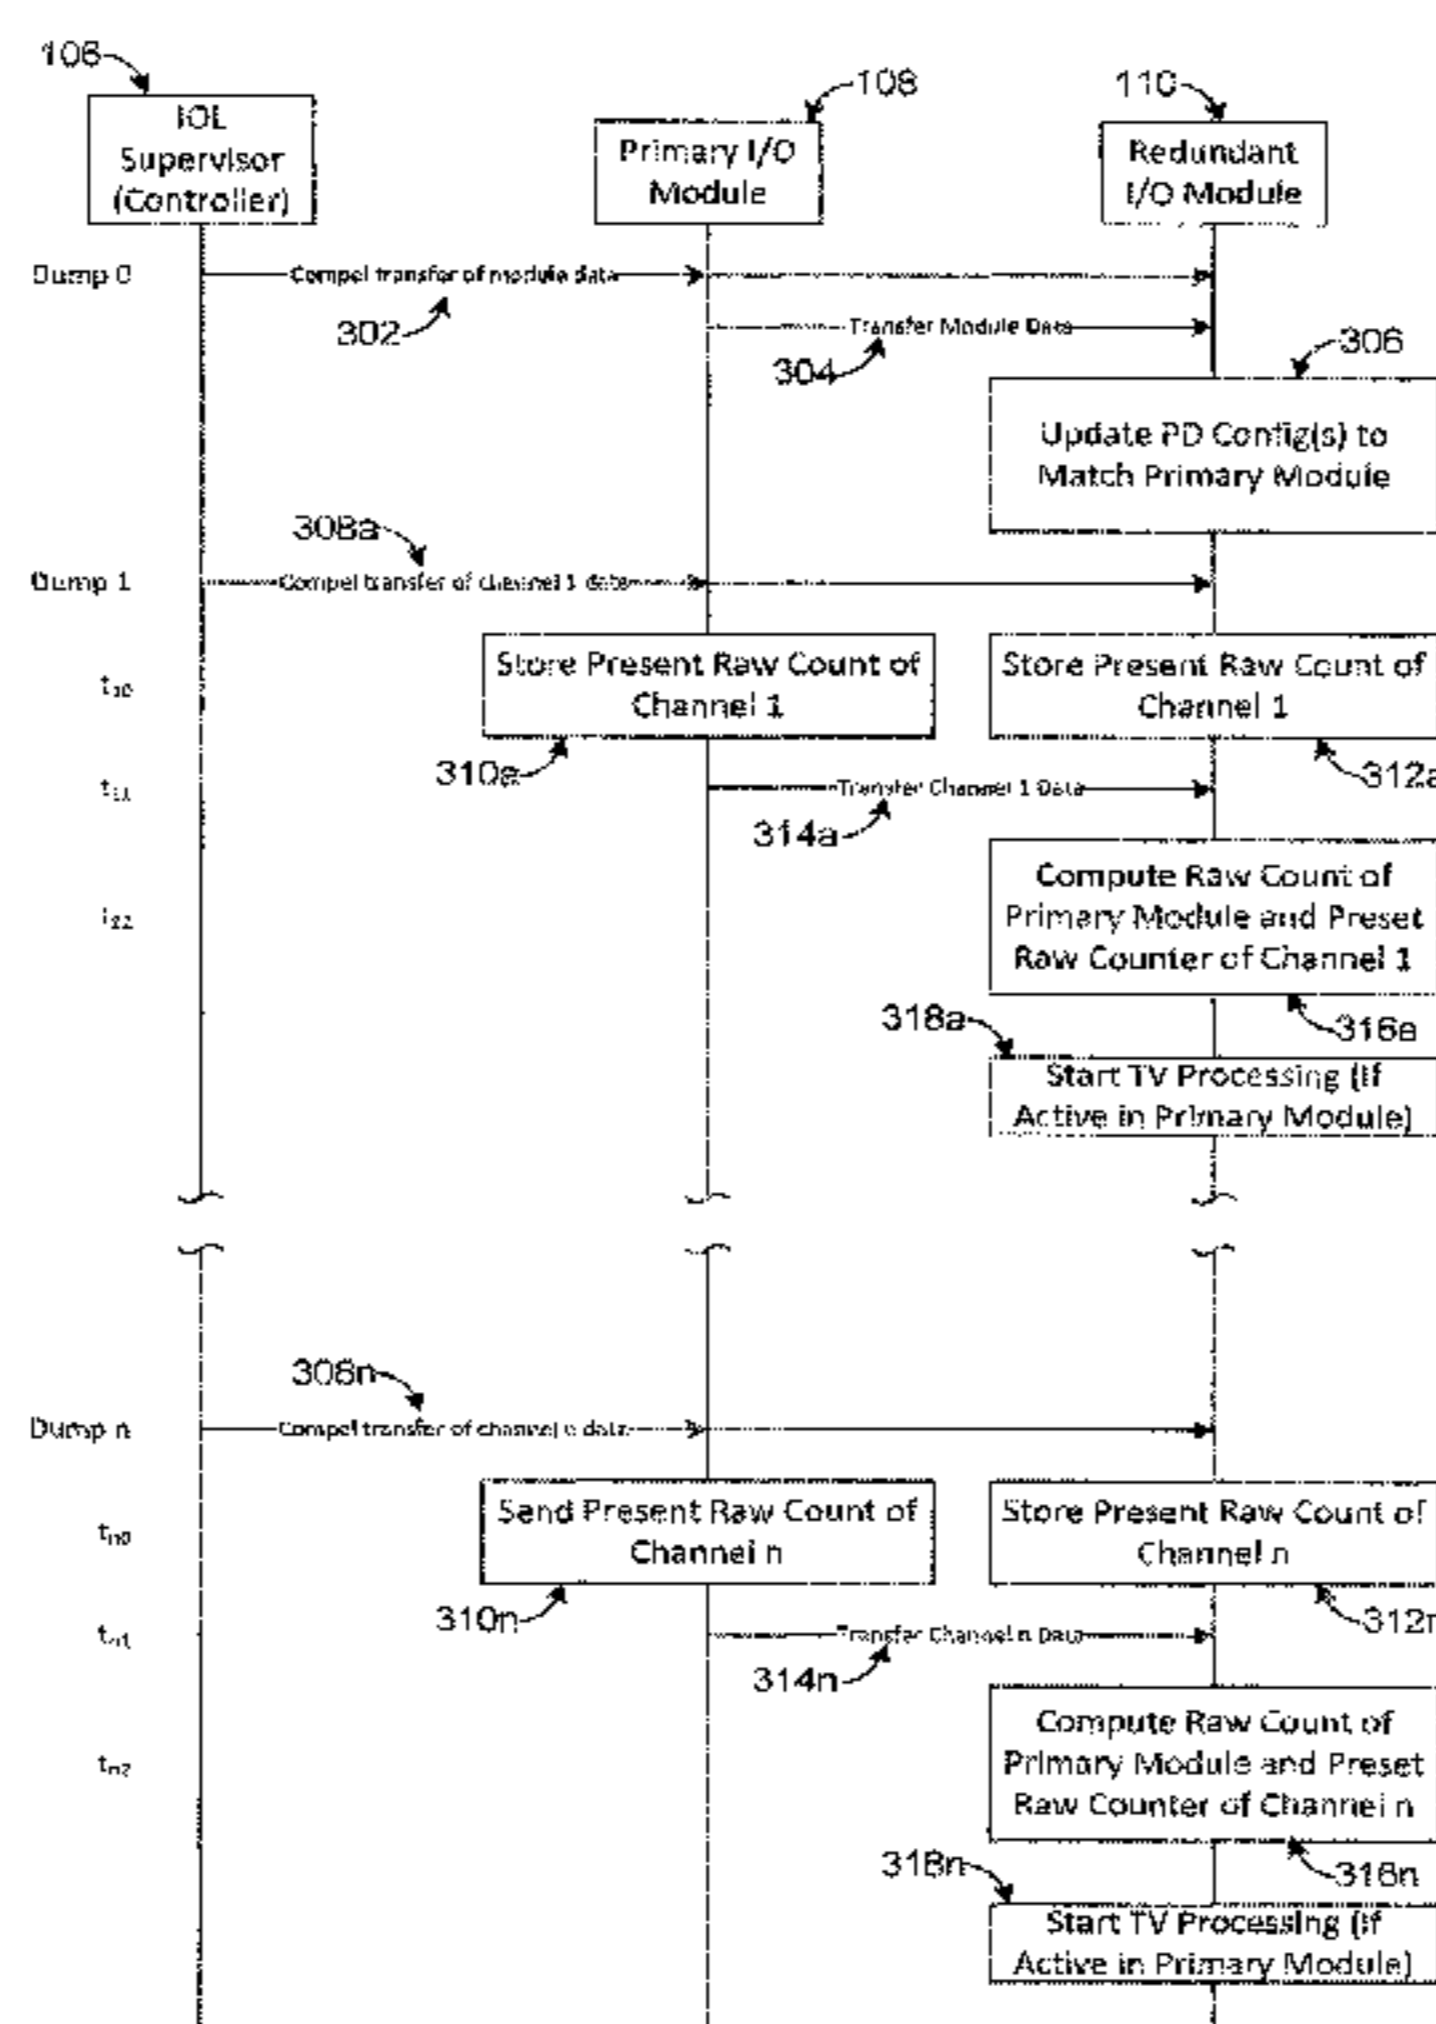 106
IOL
Supervisor
(Controller)
108
Primary I/O
Module
110
Redundant
I/O Module
Dump 0
Compel transfer of module data
302
Transfer Module Data
304
306
Update PD Config(s) to
Match Primary Module
308a
Dump 1
Compel transfer of channel 1 data
t10
Store Present Raw Count of
Channel 1
Store Present Raw Count of
Channel 1
310a
312a
t11
Transfer Channel 1 Data
314a
t12
Compute Raw Count of
Primary Module and Preset
Raw Counter of Channel 1
316a
318a
Start TV Processing (If
Active in Primary Module)
308n
Dump n
Compel transfer of channel n data
tn0
Send Present Raw Count of
Channel n
Store Present Raw Count of
Channel n
310n
312n
tn1
Transfer Channel n Data
314n
tn2
Compute Raw Count of
Primary Module and Preset
Raw Counter of Channel n
316n
318n
Start TV Processing (If
Active in Primary Module)